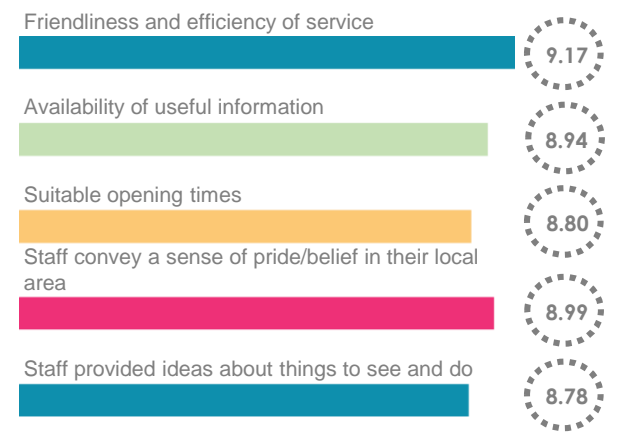 Friendliness and efficiency of service
9.17
Availability of useful information
8.94
Suitable opening times
8.80
Staff convey a sense of pride/belief in their local
area
8.99
Staff provided ideas about things to see and do
8.78